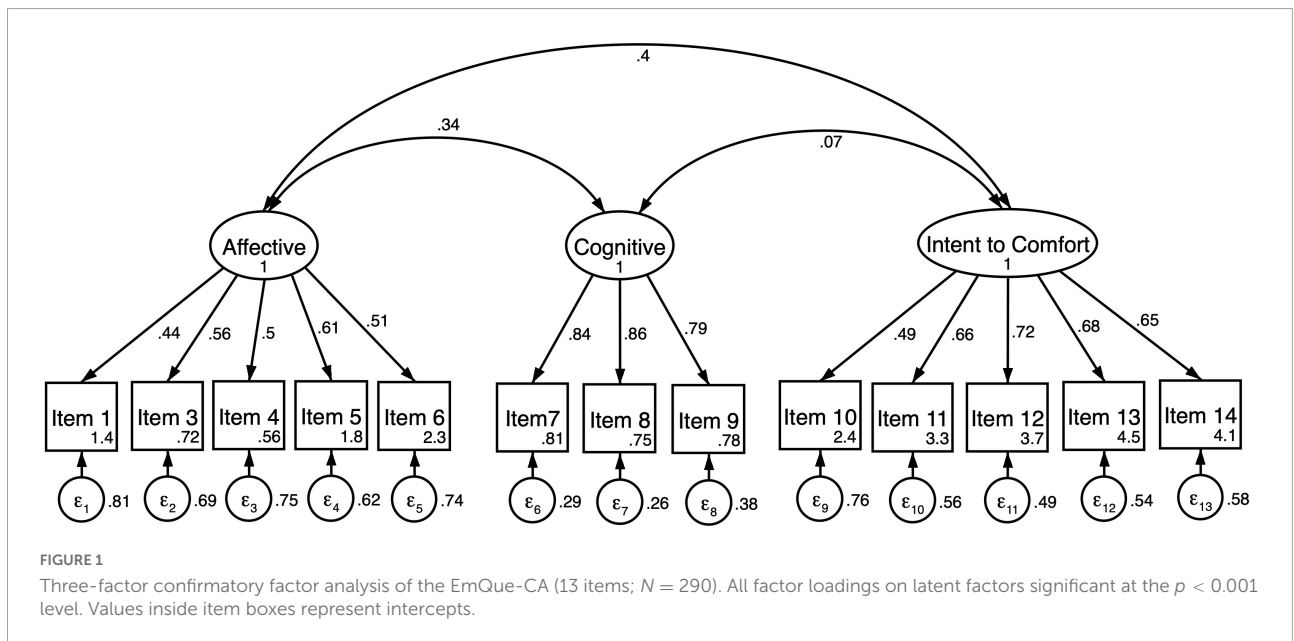 .4
.34
.07
Affective
1
Cognitive
1
Intent to Comfort
1
.44 .56 .5 .61 .51
.84 .86 .79
.49 .66 .72 .68 .65
Item 1
1.4
Item 3
.72
Item 4
.56
Item 5
1.8
Item 6
2.3
Item7
.81
Item 8
.75
Item 9
.78
Item 10
2.4
Item 11
3.3
Item 12
3.7
Item 13
4.5
Item 14
4.1
ε1 .81
ε2 .69
ε3 .75
ε4 .62
ε5 .74
ε6 .29
ε7 .26
ε8 .38
ε9 .76
ε10 .56
ε11 .49
ε12 .54
ε13 .58
FIGURE 1
Three-factor confirmatory factor analysis of the EmQue-CA (13 items; N = 290). All factor loadings on latent factors significant at the p < 0.001
level. Values inside item boxes represent intercepts.